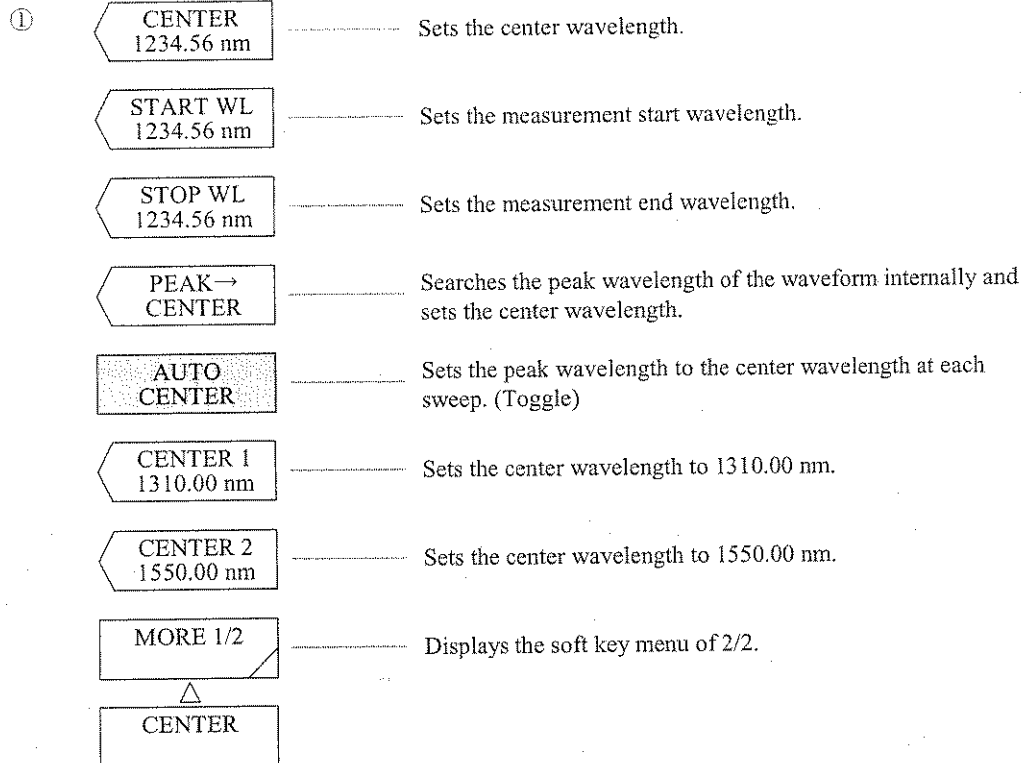 ①
CENTER
1234.56 nm
Sets the center wavelength.
START WL
1234.56 nm
Sets the measurement start wavelength.
STOP WL
1234.56 nm
Sets the measurement end wavelength.
PEAK→
CENTER
Searches the peak wavelength of the waveform internally and
sets the center wavelength.
AUTO
CENTER
Sets the peak wavelength to the center wavelength at each
sweep. (Toggle)
CENTER 1
1310.00 nm
Sets the center wavelength to 1310.00 nm.
CENTER 2
1550.00 nm
Sets the center wavelength to 1550.00 nm.
MORE 1/2
Displays the soft key menu of 2/2.
CENTER